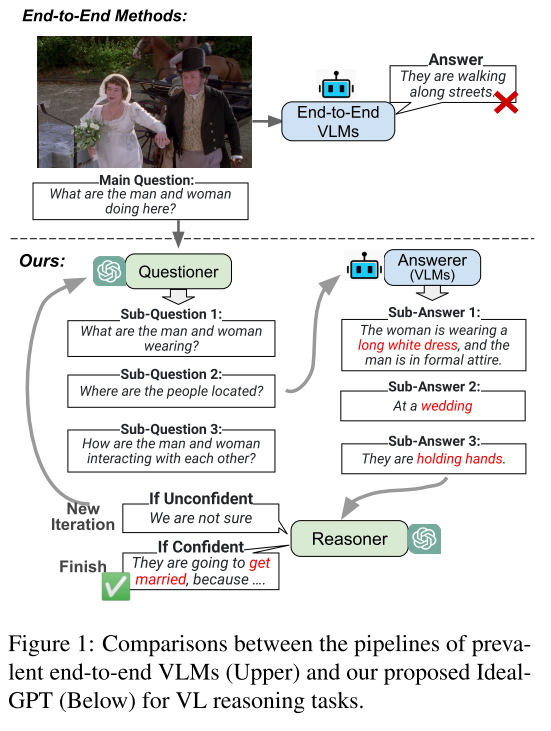 End-to-End Methods:
Answer
They are walking
along streets.
End-to-End
VLMs
Main Question:
What are the man and woman
doing here?
Ours:
Questioner
Answerer
(VLMs)
Sub-Question 1:
What are the man and woman
wearing?
Sub-Question 2:
Where are the people located?
Sub-Question 3:
How are the man and woman
interacting with each other?
Sub-Answer 1:
The woman is wearing a
long white dress, and the
man is in formal attire.
Sub-Answer 2:
At a wedding
Sub-Answer 3:
They are holding hands.
New
Iteration
If Unconfident
We are not sure
Reasoner
Finish
If Confident
They are going to get
married, because ....
Figure 1: Comparisons between the pipelines of preva-
lent end-to-end VLMs (Upper) and our proposed Ideal-
GPT (Below) for VL reasoning tasks.